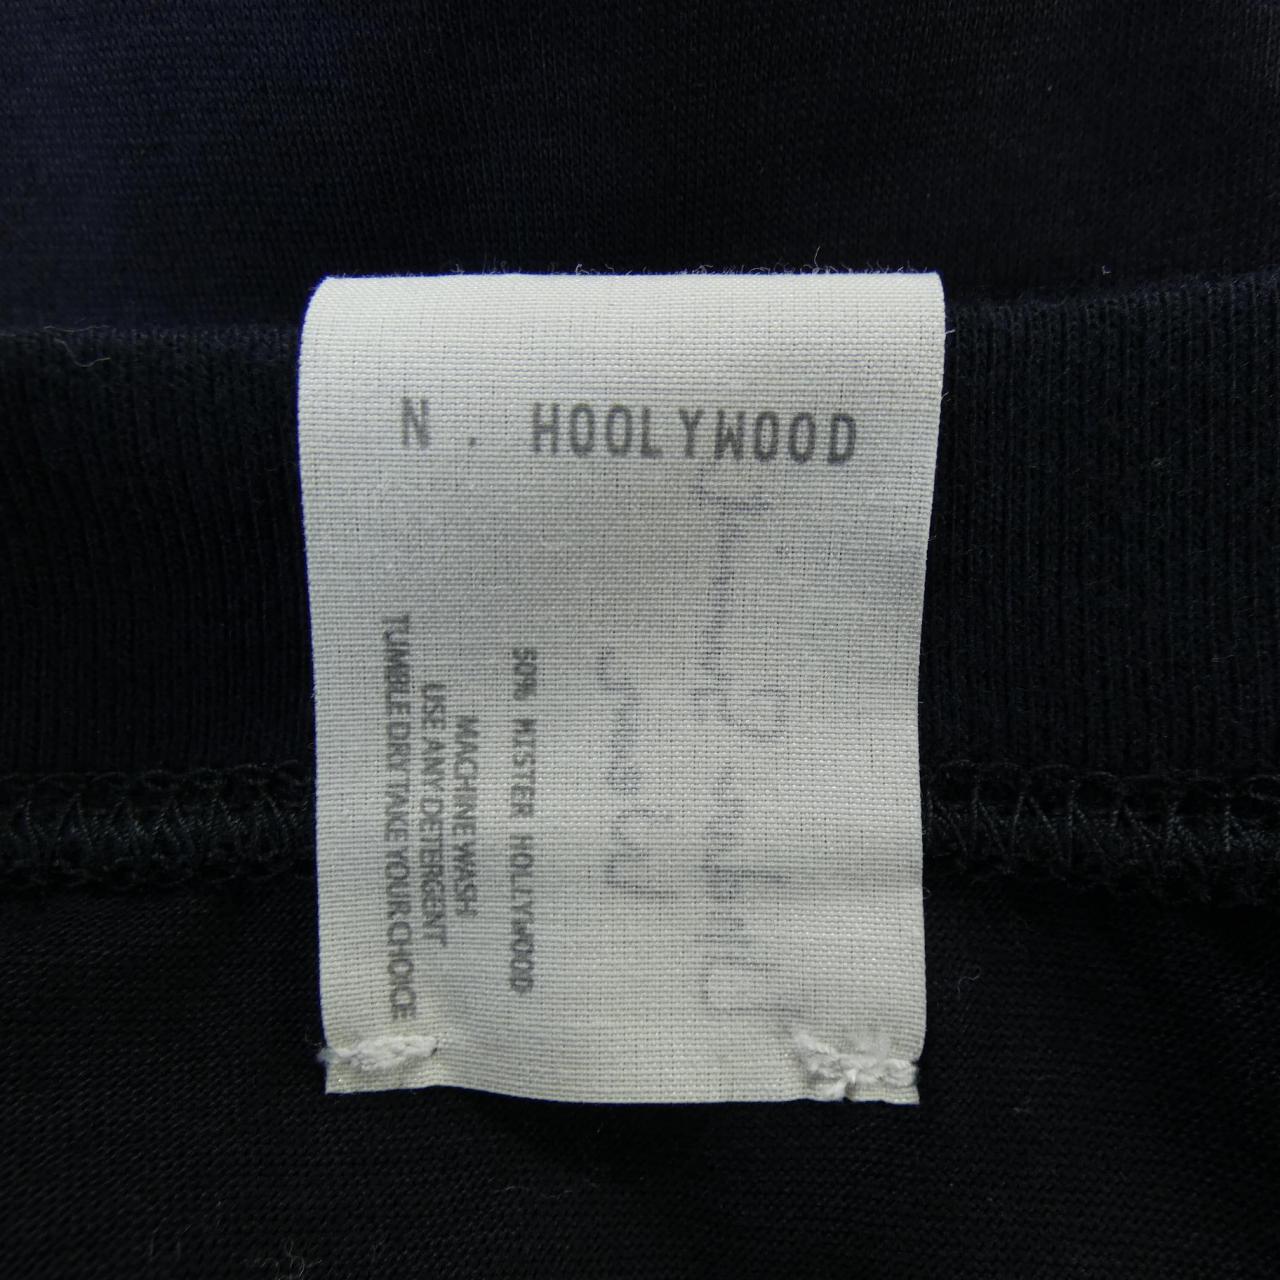 N. HOOLYWOOD
50% MISTER HOLLYWOOD
MACHINE WASH
USE ANY DETERGENT
TUMBLE DRY TAKE YOUR CHOICE